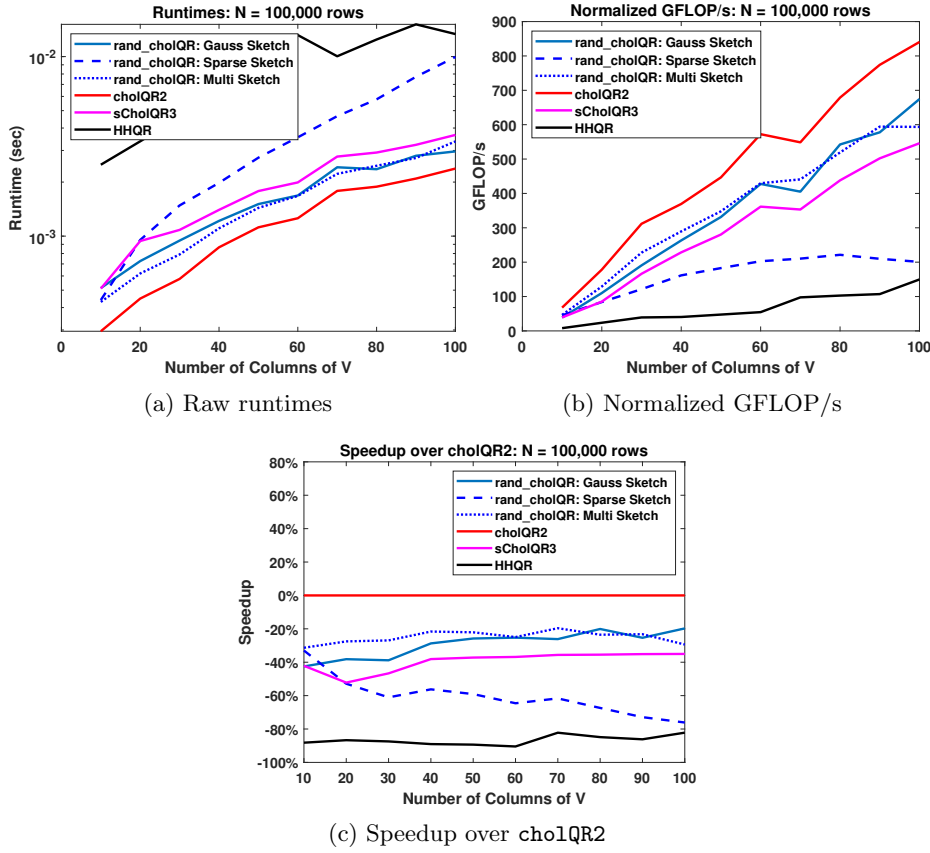 Runtimes: N = 100,000 rows
rand_cholQR: Gauss Sketch
rand_cholQR: Sparse Sketch
rand_cholQR: Multi Sketch
cholQR2
sCholQR3
HHQR
10-2
10-3
Runtime (sec)
0 20 40 60 80 100
Number of Columns of V
(a) Raw runtimes
Normalized GFLOP/s: N = 100,000 rows
rand_cholQR: Gauss Sketch
rand_cholQR: Sparse Sketch
rand_cholQR: Multi Sketch
cholQR2
sCholQR3
HHQR
900
800
700
600
500
400
300
200
100
0
GFLOP/s
0 20 40 60 80 100
Number of Columns of V
(b) Normalized GFLOP/s
Speedup over cholQR2: N = 100,000 rows
rand_cholQR: Gauss Sketch
rand_cholQR: Sparse Sketch
rand_cholQR: Multi Sketch
cholQR2
sCholQR3
HHQR
80%
60%
40%
20%
0%
-20%
-40%
-60%
-80%
-100%
Speedup
10 20 30 40 50 60 70 80 90 100
Number of Columns of V
(c) Speedup over cholQR2